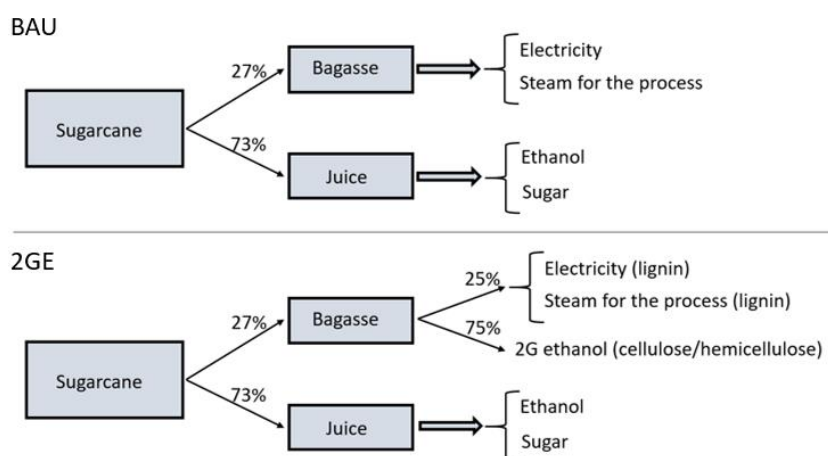 BAU
Sugarcane
27%
Bagasse
Electricity
Steam for the process
73%
Juice
Ethanol
Sugar
2GE
Sugarcane
27%
Bagasse
25%
Electricity (lignin)
Steam for the process (lignin)
75%
2G ethanol (cellulose/hemicellulose)
73%
Juice
Ethanol
Sugar